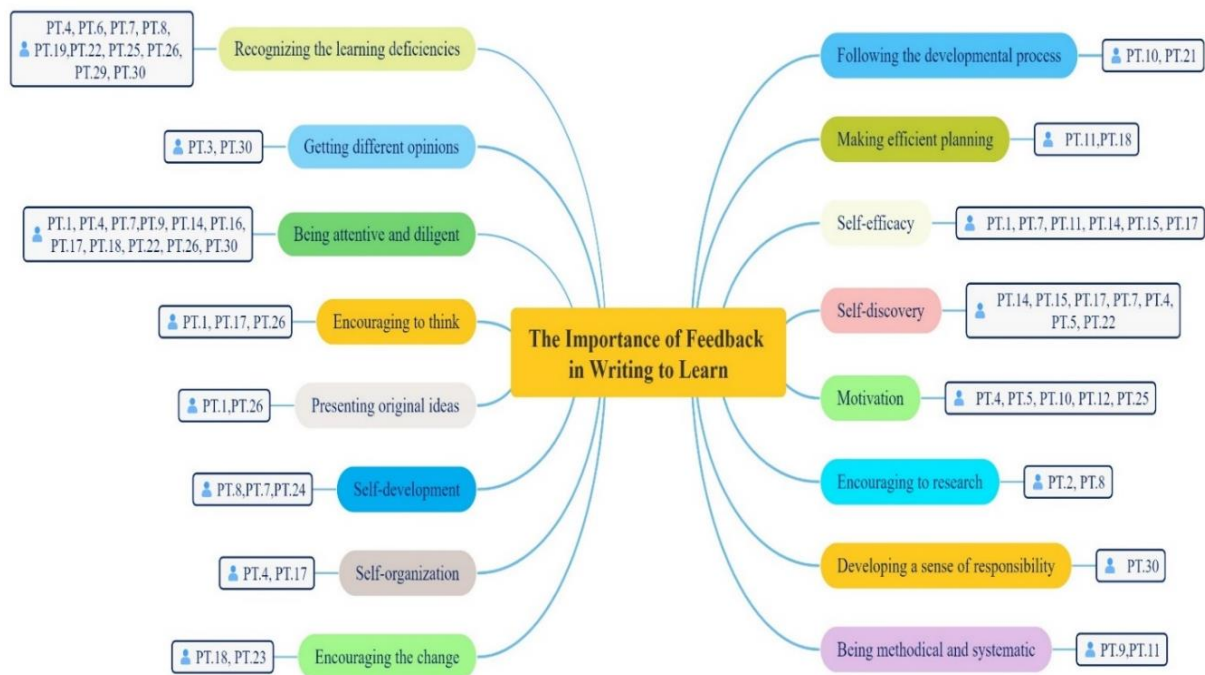 PT.4, PT.6, PT.7, PT.8,
PT.19,PT.22, PT.25, PT.26,
PT.29, PT.30
Recognizing the learning deficiencies
PT.3, PT.30
Getting different opinions
PT.1, PT.4, PT.7,PT.9, PT.14, PT.16,
PT.17, PT.18, PT.22, PT.26, PT.30
Being attentive and diligent
PT.1, PT.17, PT.26
Encouraging to think
PT.1,PT.26
Presenting original ideas
PT.8,PT.7,PT.24
Self-development
PT.4, PT.17
Self-organization
PT.18, PT.23
Encouraging the change
The Importance of Feedback
in Writing to Learn
Following the developmental process
PT.10, PT.21
Making efficient planning
PT.11,PT.18
Self-efficacy
PT.1, PT.7, PT.11, PT.14, PT.15, PT.17
Self-discovery
PT.14, PT.15, PT.17, PT.7, PT.4,
PT.5, PT.22
Motivation
PT.4, PT.5, PT.10, PT.12, PT.25
Encouraging to research
PT.2, PT.8
Developing a sense of responsibility
PT.30
Being methodical and systematic
PT.9,PT.11